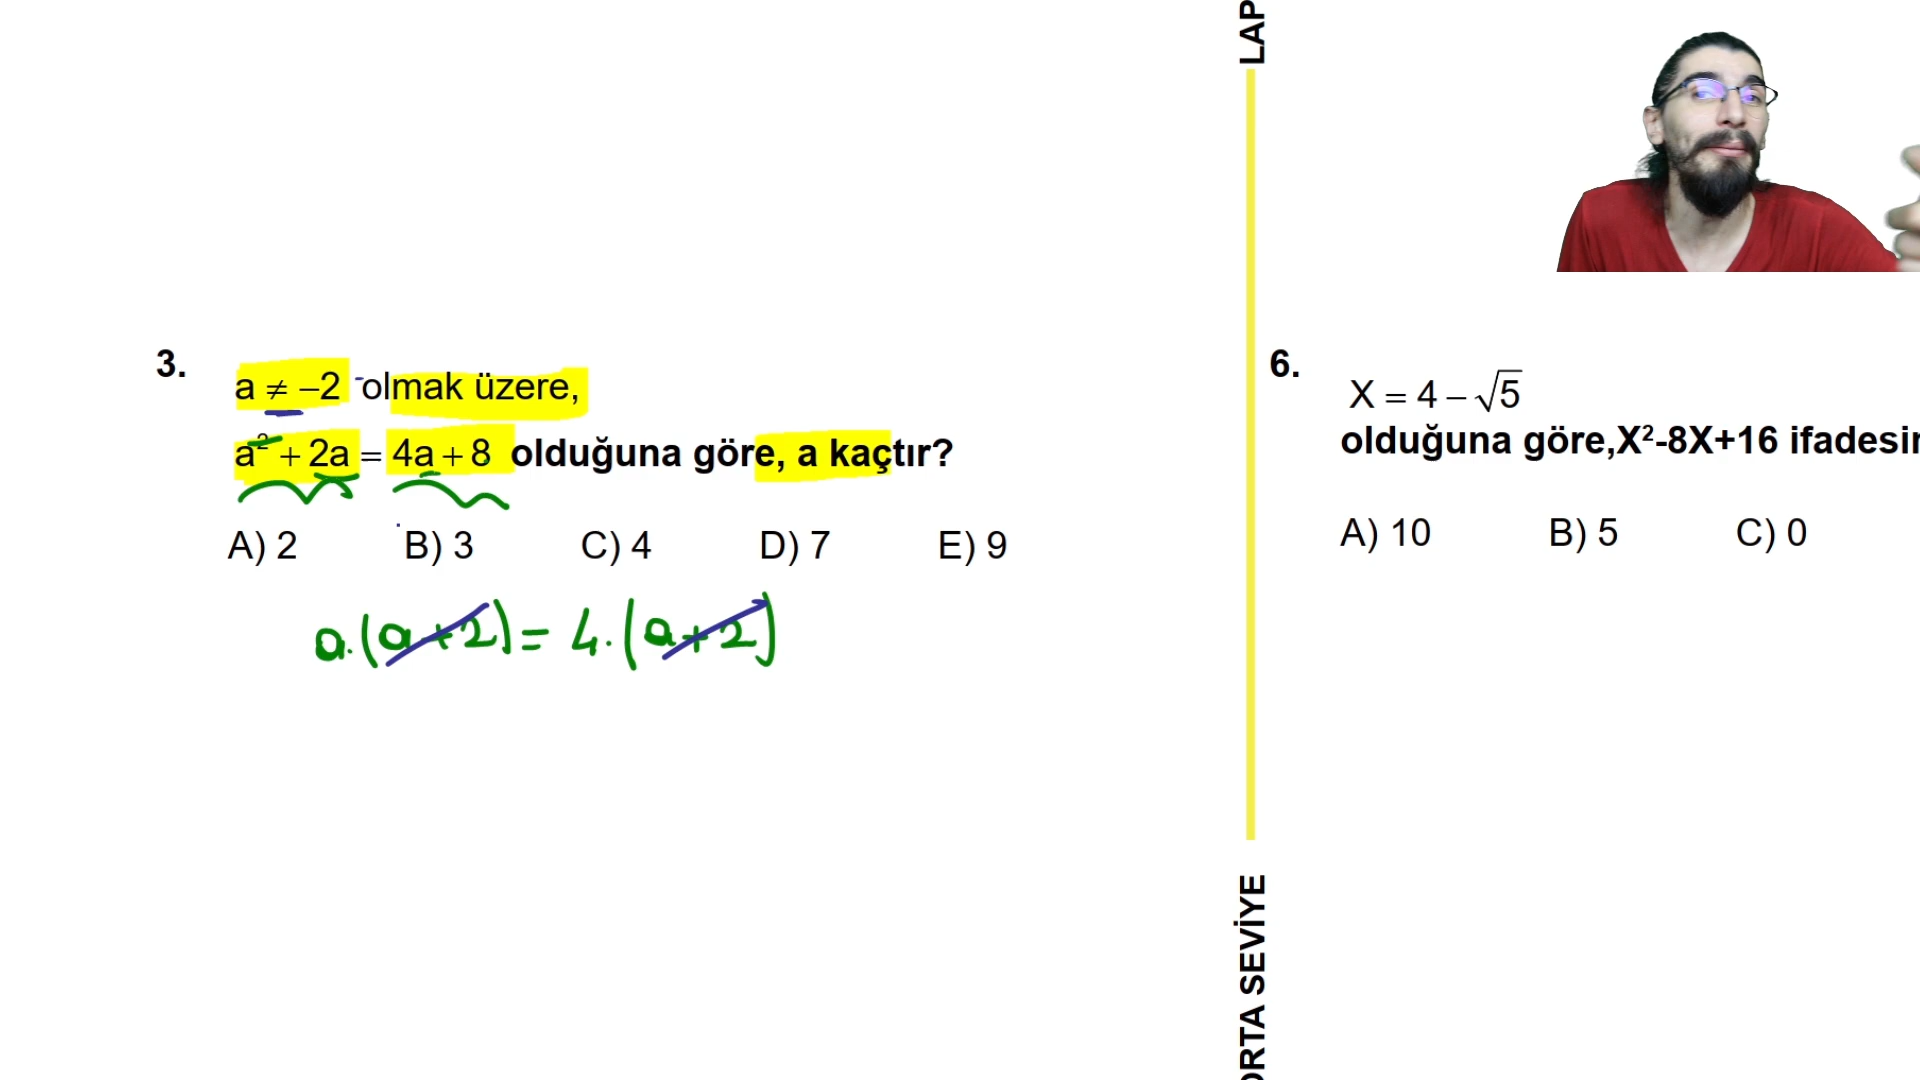 LAP
3.
a ≠ −2 olmak üzere,
a² + 2a = 4a + 8 olduğuna göre, a kaçtır?
A) 2 B) 3 C) 4 D) 7 E) 9
a.(a+2) = 4.(a+2)
6.
X = 4 − √5
olduğuna göre,X²-8X+16 ifadesin
A) 10 B) 5 C) 0
ORTA SEVİYE